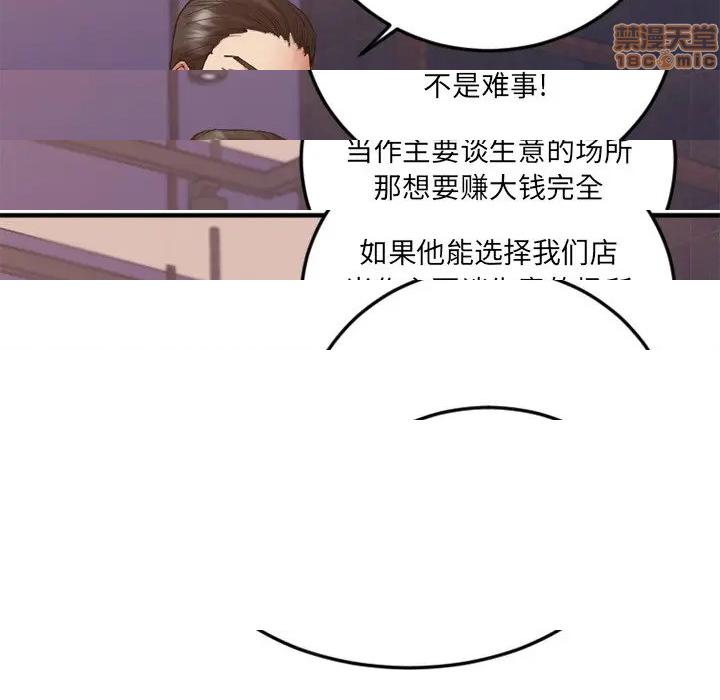 禁漫天堂
18COMIC
不是难事!
当作主要谈生意的场所
那想要赚大钱完全
如果他能选择我们店